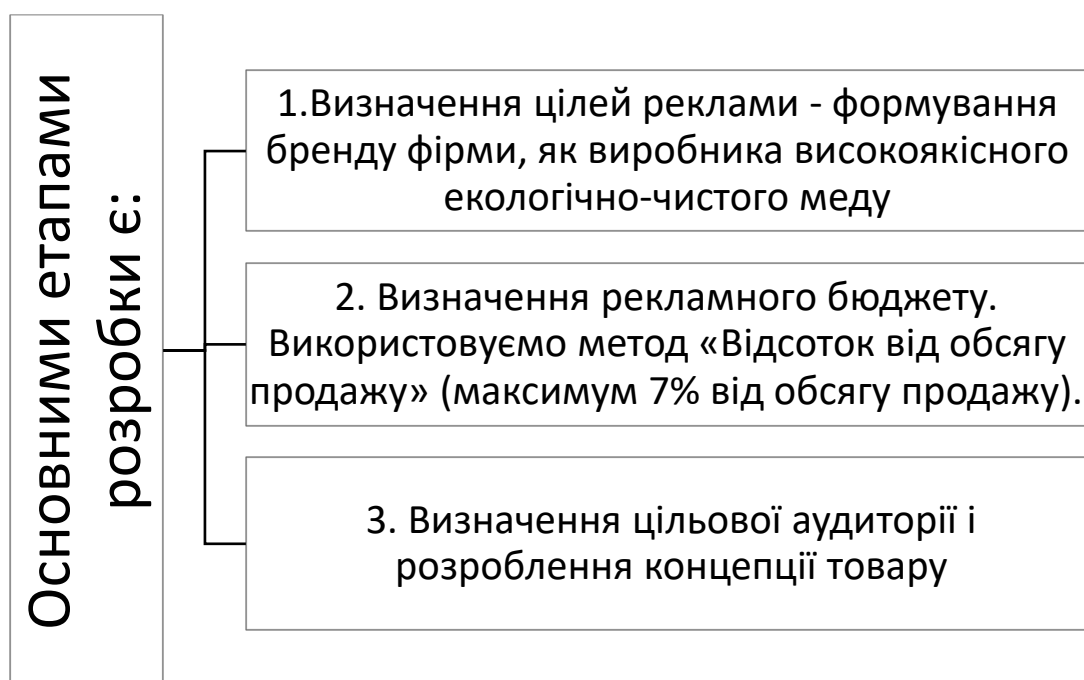 Основними етапами
розробки є:
1.Визначення цілей реклами - формування
бренду фірми, як виробника високоякісного
екологічно-чистого меду
2. Визначення рекламного бюджету.
Використовуємо метод «Відсоток від обсягу
продажу» (максимум 7% від обсягу продажу).
3. Визначення цільової аудиторії і
розроблення концепції товару